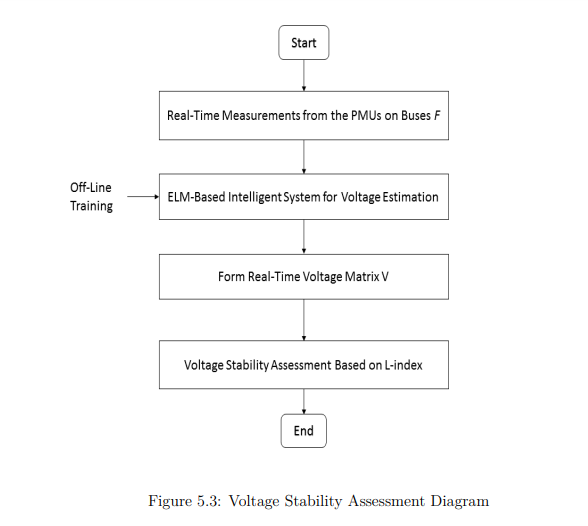 Start
Real-Time Measurements from the PMUs on Buses F
Off-Line
Training
ELM-Based Intelligent System for Voltage Estimation
Form Real-Time Voltage Matrix V
Voltage Stability Assessment Based on L-index
End
Figure 5.3: Voltage Stability Assessment Diagram